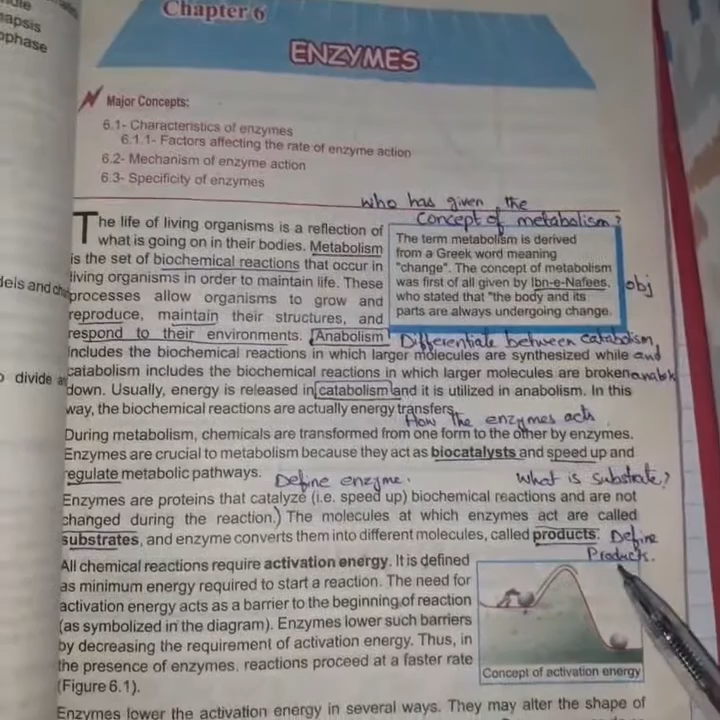 apsis
ophase
Chapter 6
ENZYMES
Major Concepts:
6.1- Characteristics of enzymes
6.1.1- Factors affecting the rate of enzyme action
6.2- Mechanism of enzyme action
6.3- Specificity of enzymes
who has given the
Concept of metabolism?
The life of living organisms is a reflection of
what is going on in their bodies. Metabolism
is the set of biochemical reactions that occur in
living organisms in order to maintain life. These
processes allow organisms to grow and
reproduce, maintain their structures, and
respond to their environments. Anabolism
The term metabolism is derived
from a Greek word meaning
"change". The concept of metabolism
was first of all given by Ibn-e-Nafees,
who stated that "the body and its
parts are always undergoing change.
obj
Differentiate between catabolism
and
includes the biochemical reactions in which larger molecules are synthesized while
catabolism includes the biochemical reactions in which larger molecules are broken
down. Usually, energy is released in catabolism and it is utilized in anabolism. In this
way, the biochemical reactions are actually energy transfers.
How the enzymes acts
During metabolism, chemicals are transformed from one form to the other by enzymes.
Enzymes are crucial to metabolism because they act as biocatalysts and speed up and
regulate metabolic pathways.
Define enzyme.
What is substrate?
Enzymes are proteins that catalyze (i.e. speed up) biochemical reactions and are not
changed during the reaction.) The molecules at which enzymes act are called
substrates, and enzyme converts them into different molecules, called products.
Define
Product.
All chemical reactions require activation energy. It is defined
as minimum energy required to start a reaction. The need for
activation energy acts as a barrier to the beginning of reaction
(as symbolized in the diagram). Enzymes lower such barriers
by decreasing the requirement of activation energy. Thus, in
the presence of enzymes, reactions proceed at a faster rate
(Figure 6.1).
Concept of activation energy
Enzymes lower the activation energy in several ways. They may alter the shape of
dels and
divide